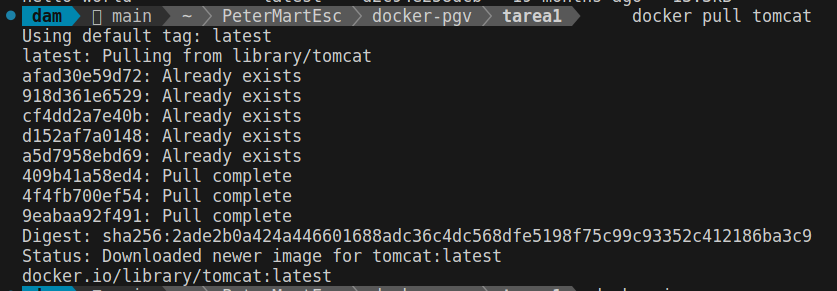 dam main ~ PeterMartEsc docker-pgv tarea1 docker pull tomcat
Using default tag: latest
latest: Pulling from library/tomcat
afad30e59d72: Already exists
918d361e6529: Already exists
cf4dd2a7e40b: Already exists
d152af7a0148: Already exists
a5d7958ebd69: Already exists
409b41a58ed4: Pull complete
4f4fb700ef54: Pull complete
9eabaa92f491: Pull complete
Digest: sha256:2ade2b0a424a446601688adc36c4dc568dfe5198f75c99c93352c412186ba3c9
Status: Downloaded newer image for tomcat:latest
docker.io/library/tomcat:latest